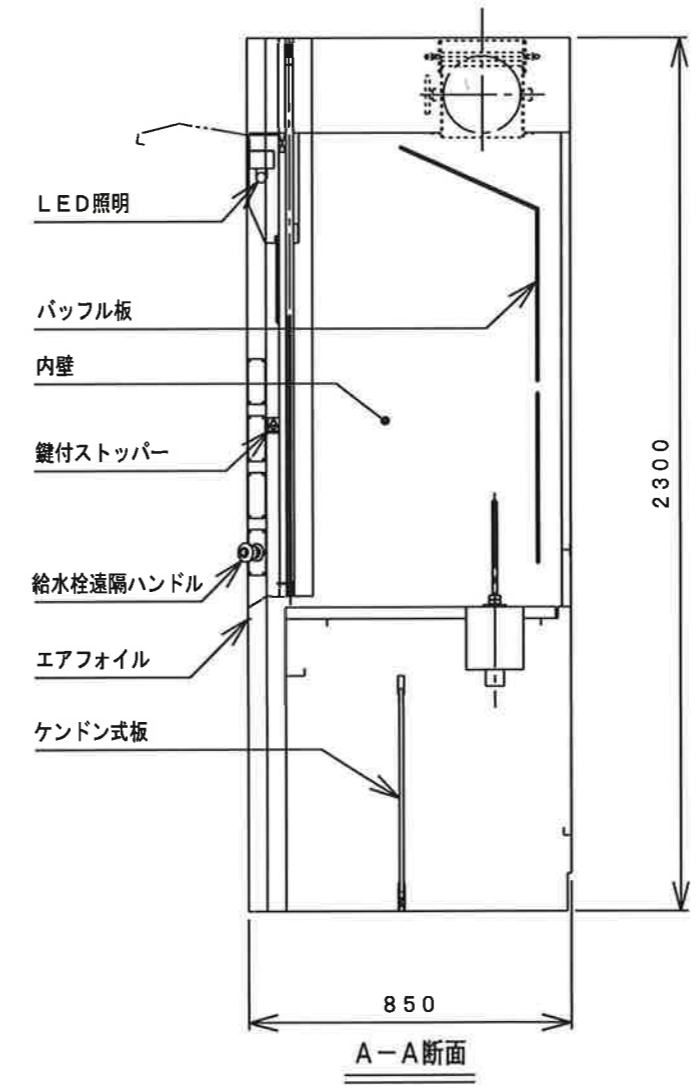 LED照明
バッフル板
内壁
鍵付ストッパー
給水栓遠隔ハンドル
エアフォイル
ケンドン式板
2300
850
A－A断面